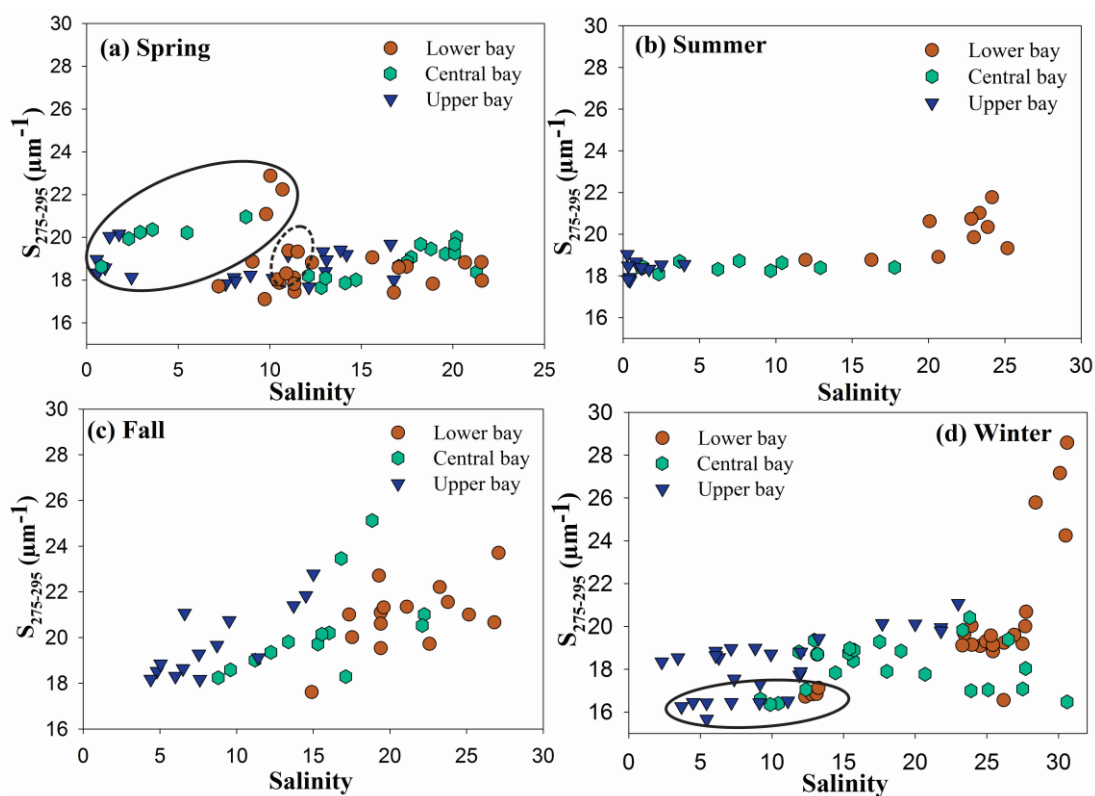 (a) Spring
Lower bay
Central bay
Upper bay
S275-295 (μm-1)
30
28
26
24
22
20
18
16
0
5
10
15
20
25
Salinity
(b) Summer
Lower bay
Central bay
Upper bay
S275-295 (μm-1)
30
28
26
24
22
20
18
16
0
5
10
15
20
25
30
Salinity
(c) Fall
Lower bay
Central bay
Upper bay
S275-295 (μm-1)
30
28
26
24
22
20
18
16
0
5
10
15
20
25
30
Salinity
(d) Winter
Lower bay
Central bay
Upper bay
S275-295 (μm-1)
30
28
26
24
22
20
18
16
0
5
10
15
20
25
30
Salinity